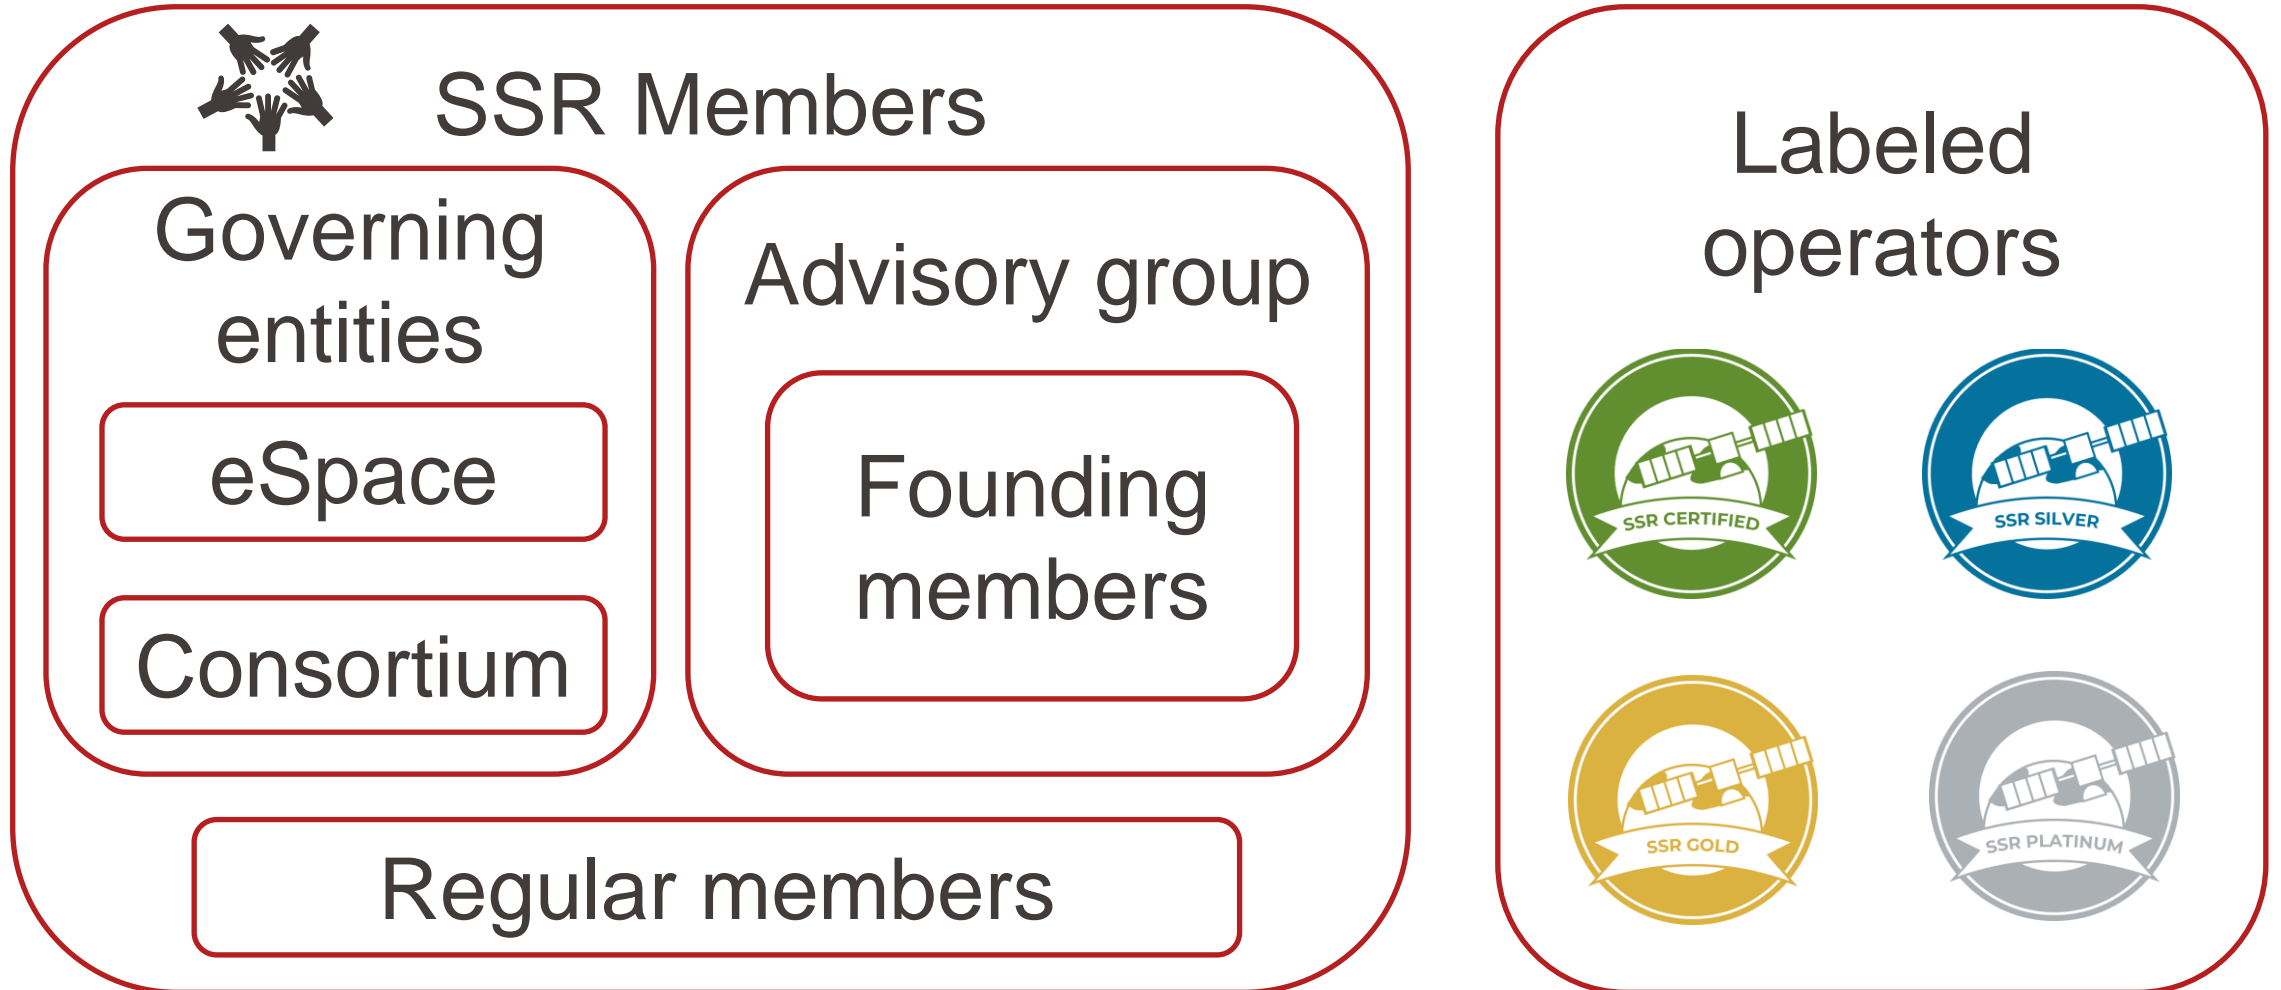 SSR Members
Governing
entities
eSpace
Consortium
Advisory group
Founding
members
Regular members
Labeled
operators
SSR CERTIFIED
SSR SILVER
SSR GOLD
SSR PLATINUM